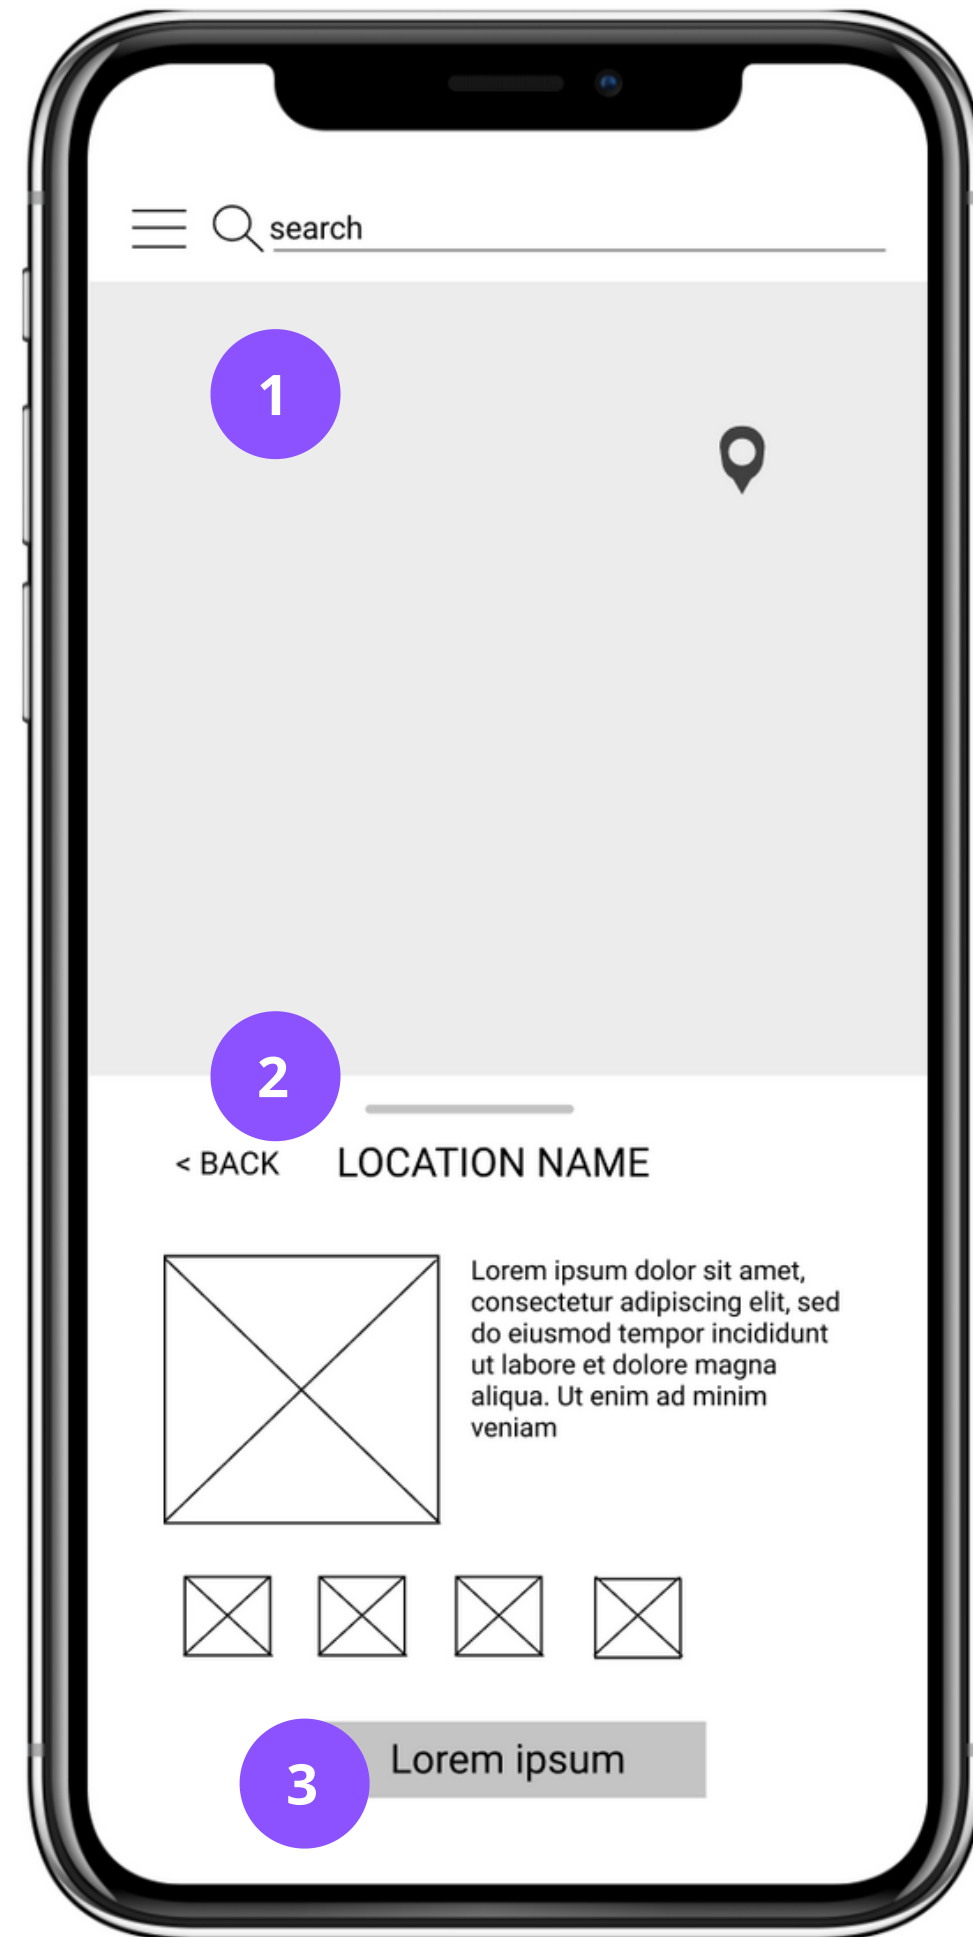 search
1
2
< BACK LOCATION NAME
Lorem ipsum dolor sit amet,
consectetur adipiscing elit, sed
do eiusmod tempor incididunt
ut labore et dolore magna
aliqua. Ut enim ad minim
veniam
3
Lorem ipsum